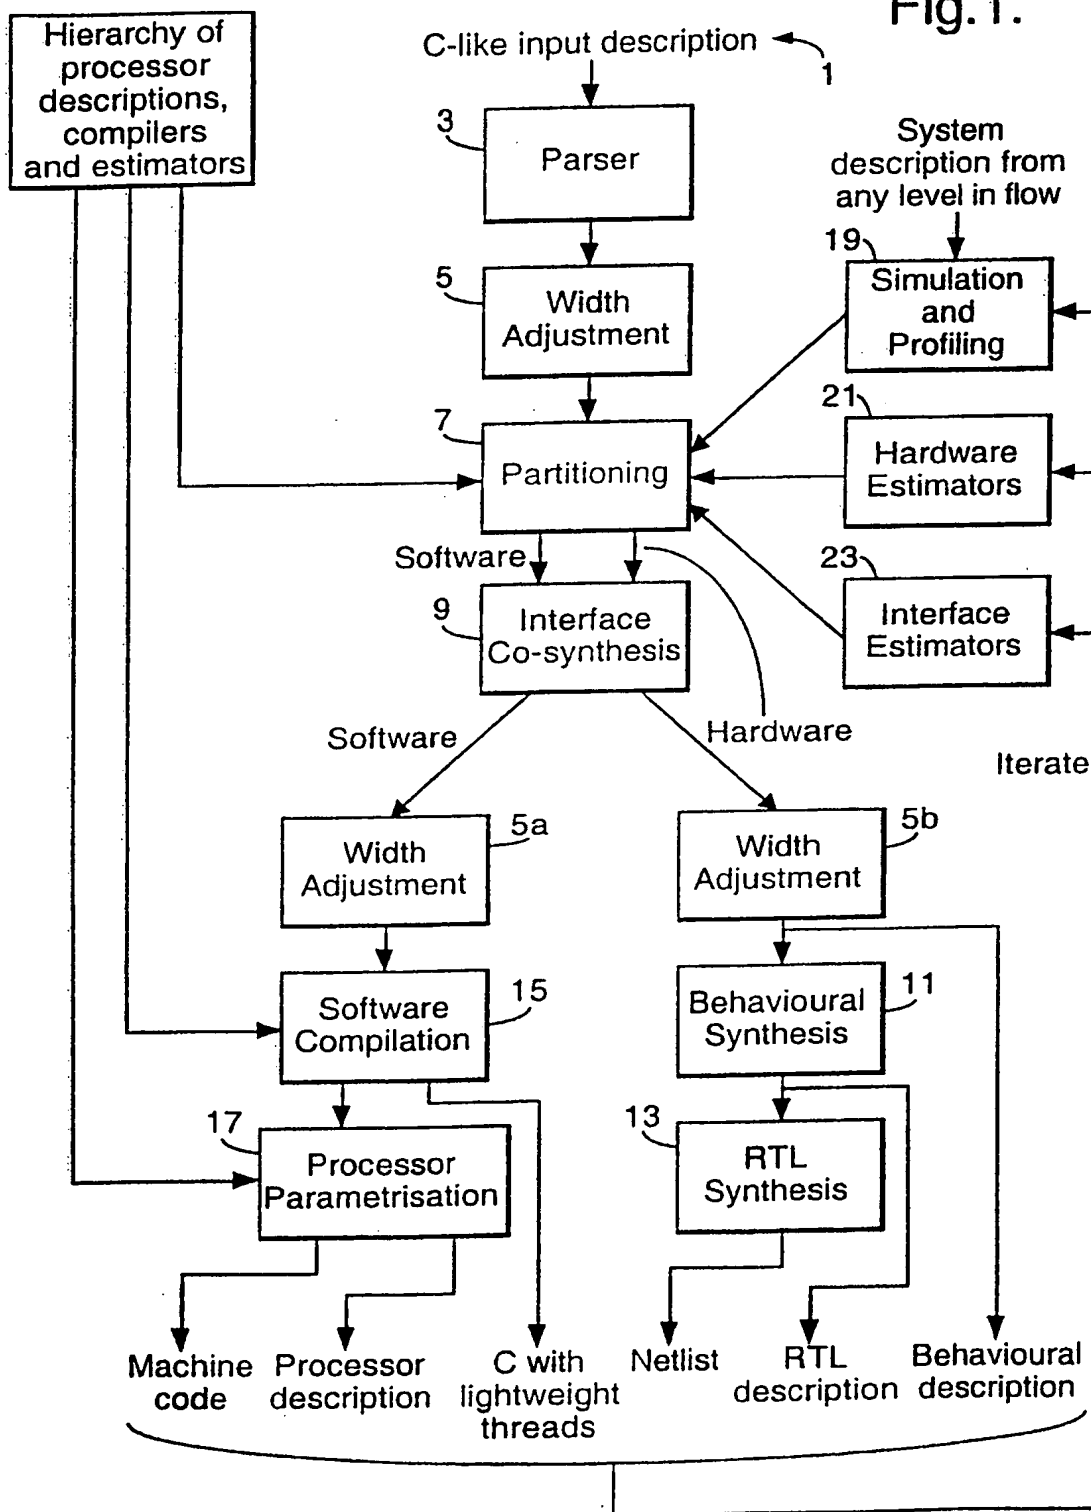 Fig.1.
Hierarchy of
processor
descriptions,
compilers
and estimators
C-like input description
1
3
Parser
System
description from
any level in flow
5
Width
Adjustment
19
Simulation
and
Profiling
7
Partitioning
21
Hardware
Estimators
Software
23
Interface
Estimators
9
Interface
Co-synthesis
Software
Hardware
Iterate
5a
Width
Adjustment
5b
Width
Adjustment
15
Software
Compilation
11
Behavioural
Synthesis
17
Processor
Parametrisation
13
RTL
Synthesis
Machine
code
Processor
description
C with
lightweight
threads
Netlist
RTL
description
Behavioural
description